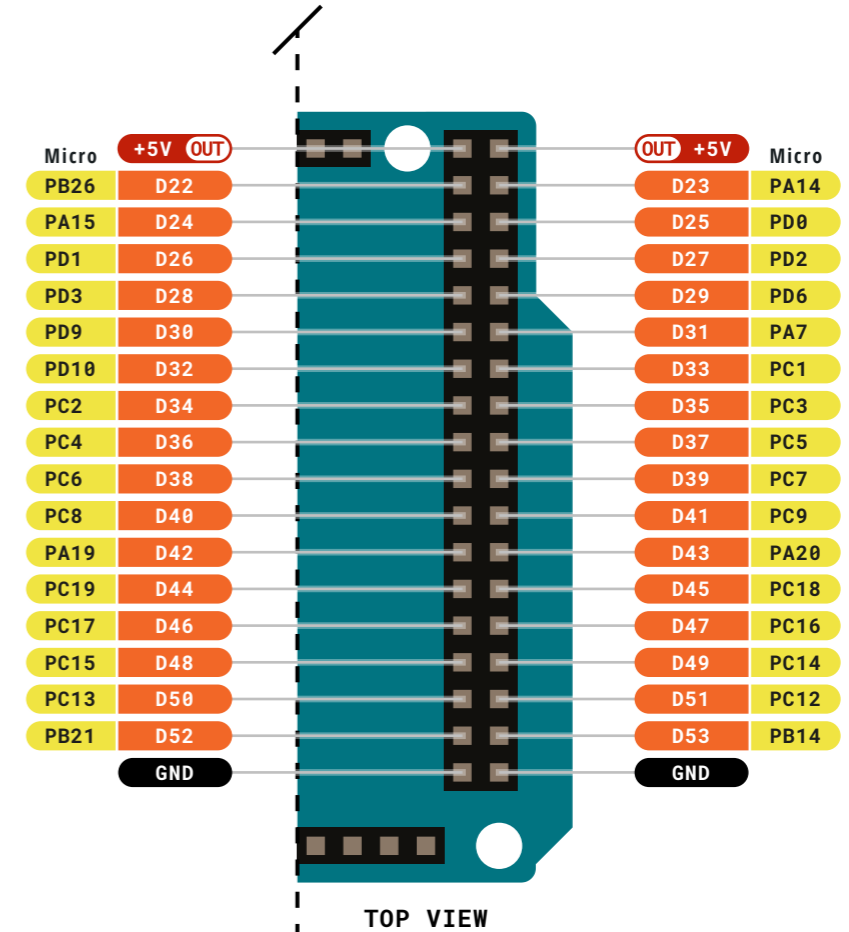 +5V OUT OUT +5V
Micro Micro
PB26 D22 D23 PA14
PA15 D24 D25 PD0
PD1 D26 D27 PD2
PD3 D28 D29 PD6
PD9 D30 D31 PA7
PD10 D32 D33 PC1
PC2 D34 D35 PC3
PC4 D36 D37 PC5
PC6 D38 D39 PC7
PC8 D40 D41 PC9
PA19 D42 D43 PA20
PC19 D44 D45 PC18
PC17 D46 D47 PC16
PC15 D48 D49 PC14
PC13 D50 D51 PC12
PB21 D52 D53 PB14
GND GND
TOP VIEW